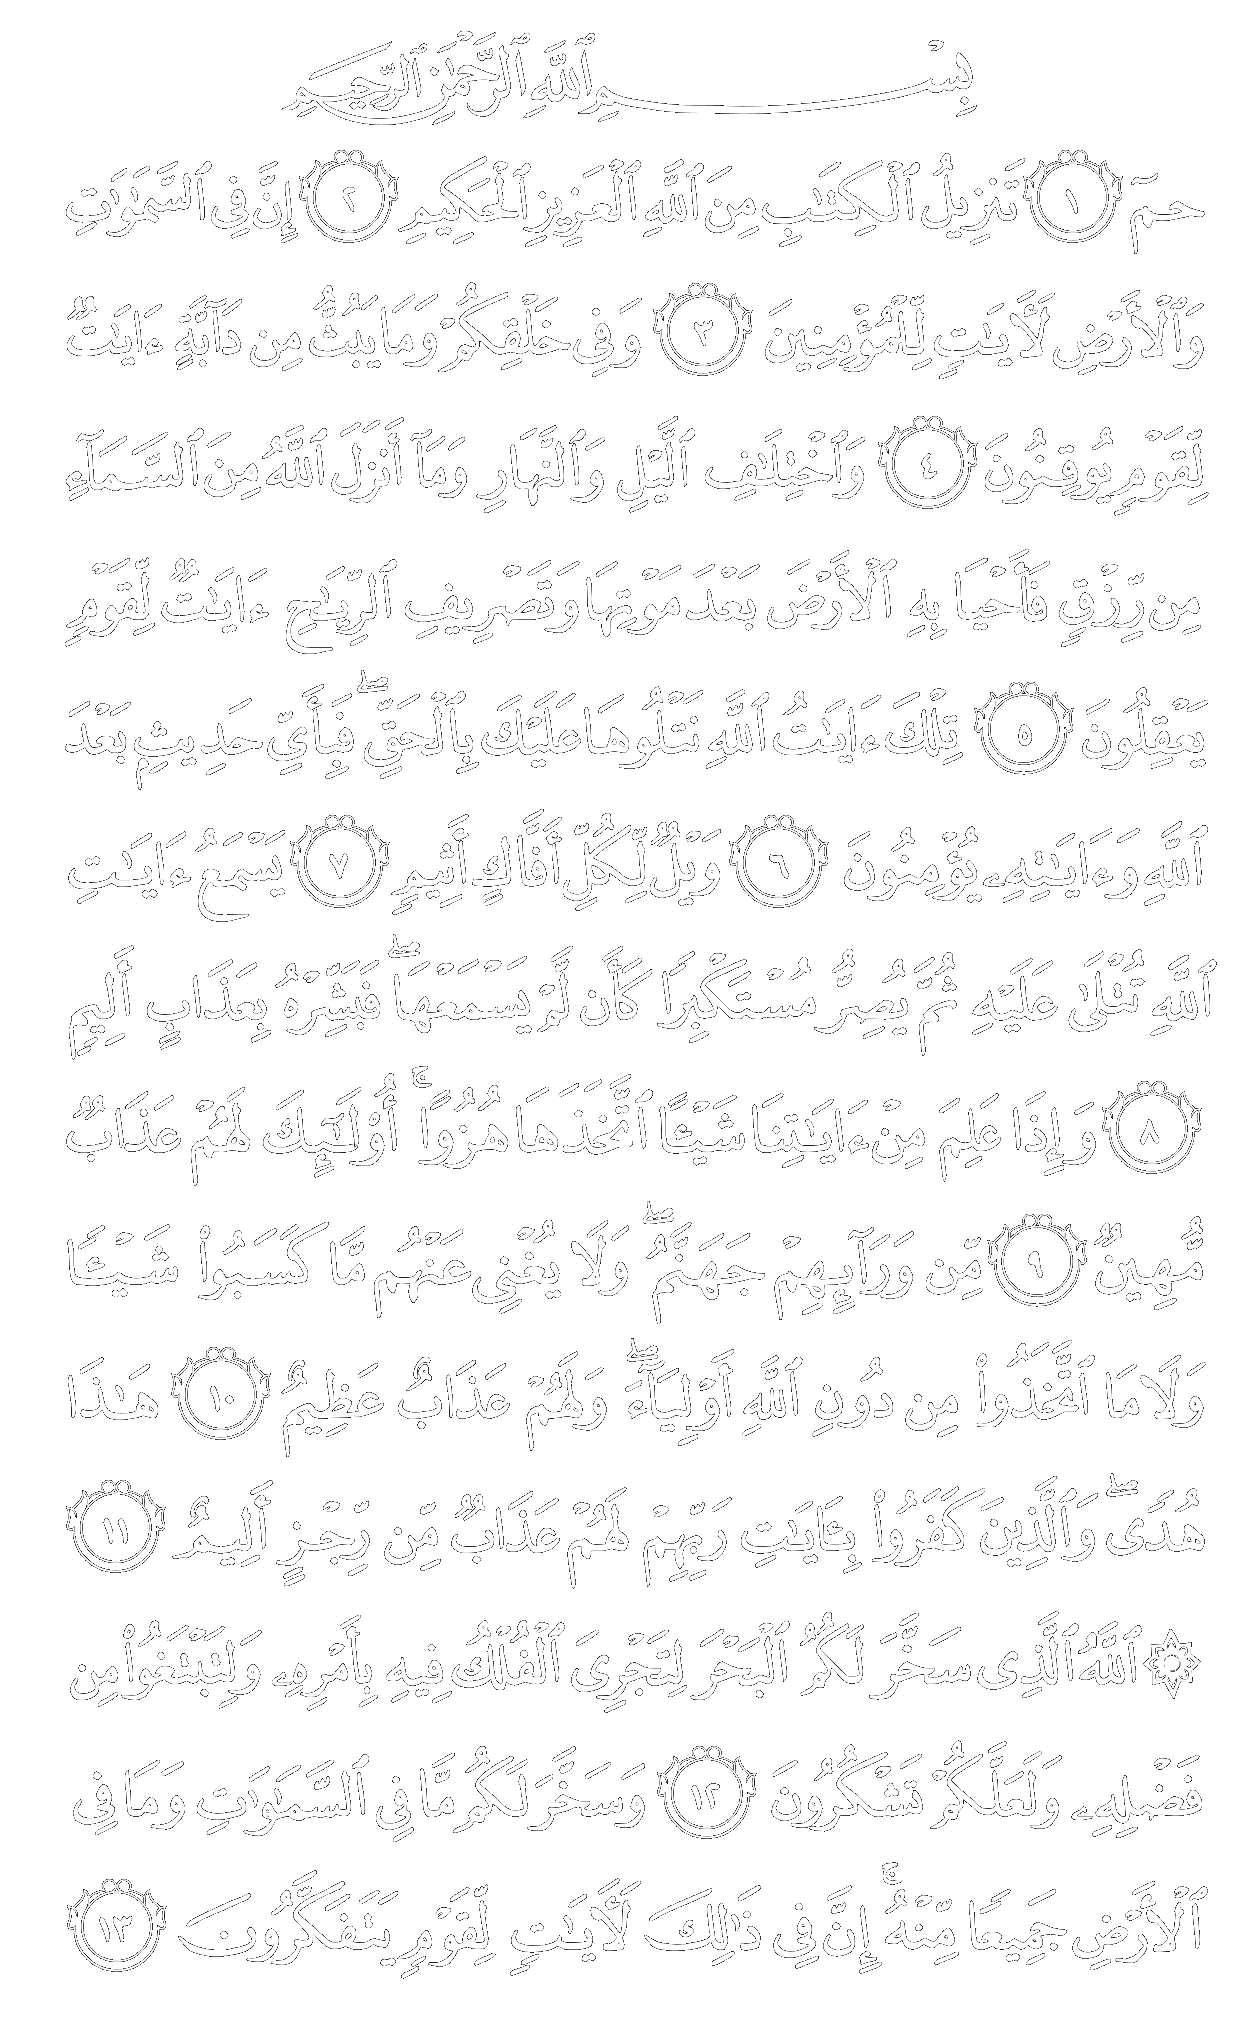 بِسْمِ ٱللَّهِ ٱلرَّحْمَٰنِ ٱلرَّحِيمِ
حمٓ ١ تَنزِيلُ ٱلْكِتَٰبِ مِنَ ٱللَّهِ ٱلْعَزِيزِ ٱلْحَكِيمِ ٢ إِنَّ فِى ٱلسَّمَٰوَٰتِ
وَٱلْأَرْضِ لَءَايَٰتٍ لِّلْمُؤْمِنِينَ ٣ وَفِى خَلْقِكُمْ وَمَا يَبُثُّ مِن دَآبَّةٍ ءَايَٰتٌ
لِّقَوْمٍ يُوقِنُونَ ٤ وَٱخْتِلَٰفِ ٱلَّيْلِ وَٱلنَّهَارِ وَمَآ أَنزَلَ ٱللَّهُ مِنَ ٱلسَّمَآءِ
مِن رِّزْقٍ فَأَحْيَا بِهِ ٱلْأَرْضَ بَعْدَ مَوْتِهَا وَتَصْرِيفِ ٱلرِّيَٰحِ ءَايَٰتٌ لِّقَوْمٍ
يَعْقِلُونَ ٥ تِلْكَ ءَايَٰتُ ٱللَّهِ نَتْلُوهَا عَلَيْكَ بِٱلْحَقِّ ۖ فَبِأَىِّ حَدِيثٍۭ بَعْدَ
ٱللَّهِ وَءَايَٰتِهِۦ يُؤْمِنُونَ ٦ وَيْلٌ لِّكُلِّ أَفَّاكٍ أَثِيمٍ ٧ يَسْمَعُ ءَايَٰتِ
ٱللَّهِ تُتْلَىٰ عَلَيْهِ ثُمَّ يُصِرُّ مُسْتَكْبِرًا كَأَن لَّمْ يَسْمَعْهَا ۖ فَبَشِّرْهُ بِعَذَابٍ أَلِيمٍ
٨ وَإِذَا عَلِمَ مِنْ ءَايَٰتِنَا شَيْـًٔا ٱتَّخَذَهَا هُزُوًا ۚ أُو۟لَٰٓئِكَ لَهُمْ عَذَابٌ
مُّهِينٌ ٩ مِّن وَرَآئِهِمْ جَهَنَّمُ ۖ وَلَا يُغْنِى عَنْهُم مَّا كَسَبُوا۟ شَيْـًٔا
وَلَا مَا ٱتَّخَذُوا۟ مِن دُونِ ٱللَّهِ أَوْلِيَآءَ ۖ وَلَهُمْ عَذَابٌ عَظِيمٌ ١٠ هَٰذَا
هُدًى ۖ وَٱلَّذِينَ كَفَرُوا۟ بِـَٔايَٰتِ رَبِّهِمْ لَهُمْ عَذَابٌ مِّن رِّجْزٍ أَلِيمٌ ١١
۞ ٱللَّهُ ٱلَّذِى سَخَّرَ لَكُمُ ٱلْبَحْرَ لِتَجْرِىَ ٱلْفُلْكُ فِيهِ بِأَمْرِهِۦ وَلِتَبْتَغُوا۟ مِن
فَضْلِهِۦ وَلَعَلَّكُمْ تَشْكُرُونَ ١٢ وَسَخَّرَ لَكُم مَّا فِى ٱلسَّمَٰوَٰتِ وَمَا فِى
ٱلْأَرْضِ جَمِيعًا مِّنْهُ ۚ إِنَّ فِى ذَٰلِكَ لَءَايَٰتٍ لِّقَوْمٍ يَتَفَكَّرُونَ ١٣